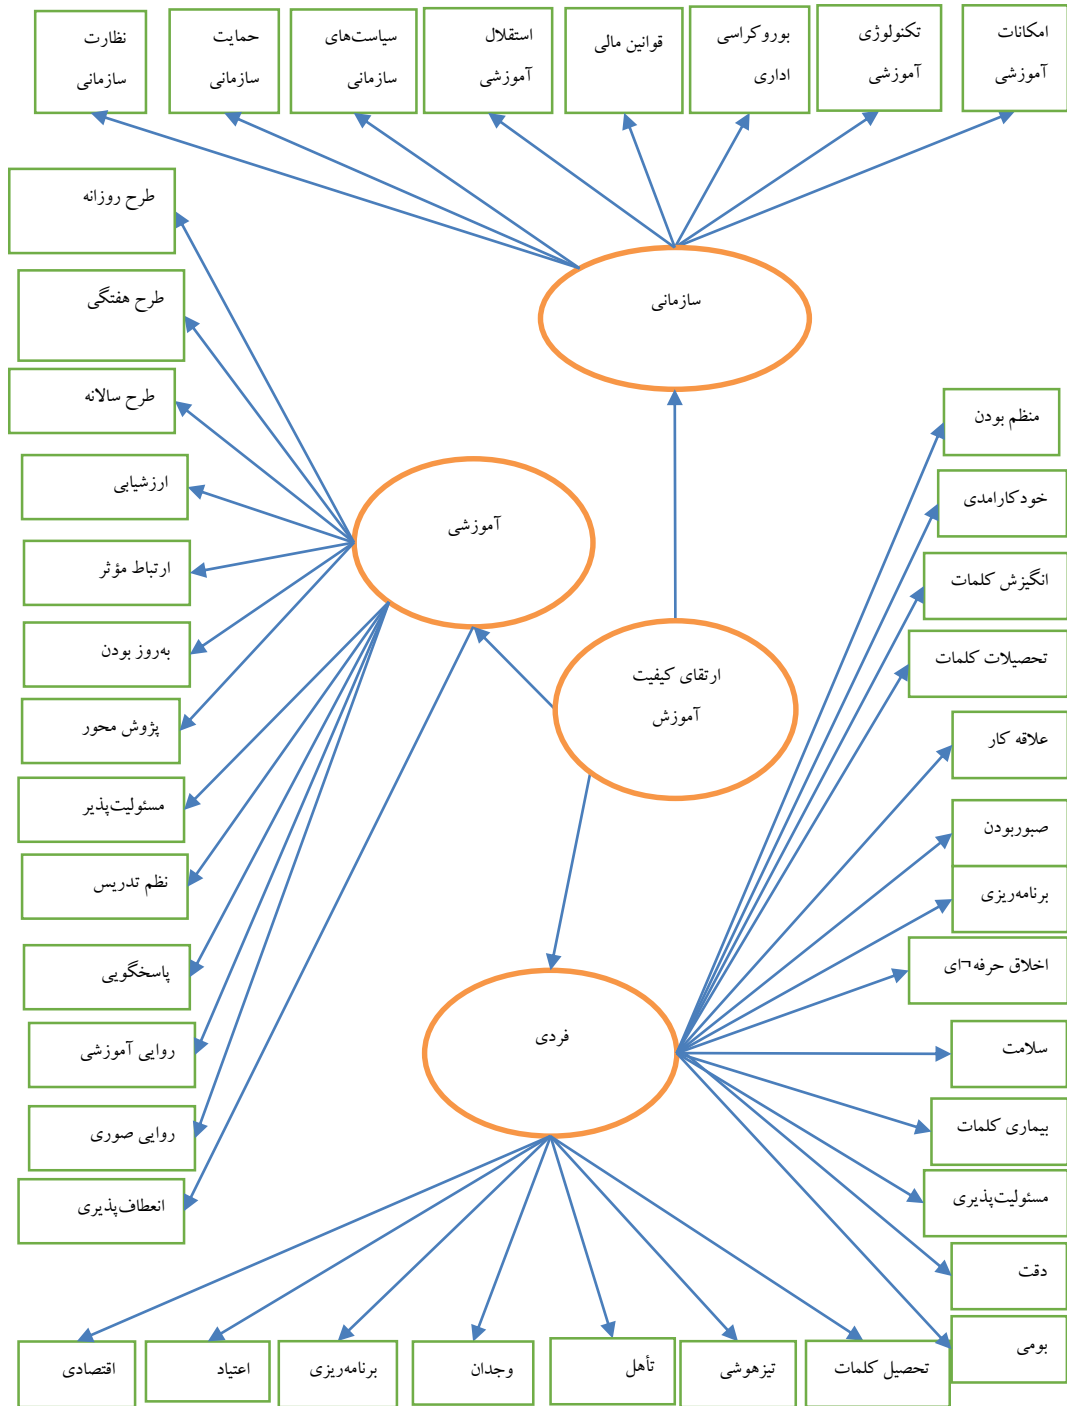 امکانات
آموزشی
تکنولوژی
آموزشی
بوروکراسی
اداری
قوانین مالی
استقلال
آموزشی
سیاست‌های
سازمانی
حمایت
سازمانی
نظارت
سازمانی
سازمانی
طرح روزانه
طرح هفتگی
طرح سالانه
ارزشیابی
ارتباط مؤثر
به‌روز بودن
پژوش محور
مسئولیت‌پذیر
نظم تدریس
پاسخگویی
روایی آموزشی
روایی صوری
انعطاف‌پذیری
آموزشی
ارتقای کیفیت
آموزش
منظم بودن
خودکارامدی
انگیزش کلمات
تحصیلات کلمات
علاقه کار
صبوربودن
برنامه‌ریزی
اخلاق حرفه¬ای
سلامت
بیماری کلمات
مسئولیت‌پذیری
دقت
بومی
فردی
تحصیل کلمات
تیزهوشی
تأهل
وجدان
برنامه‌ریزی
اعتیاد
اقتصادی